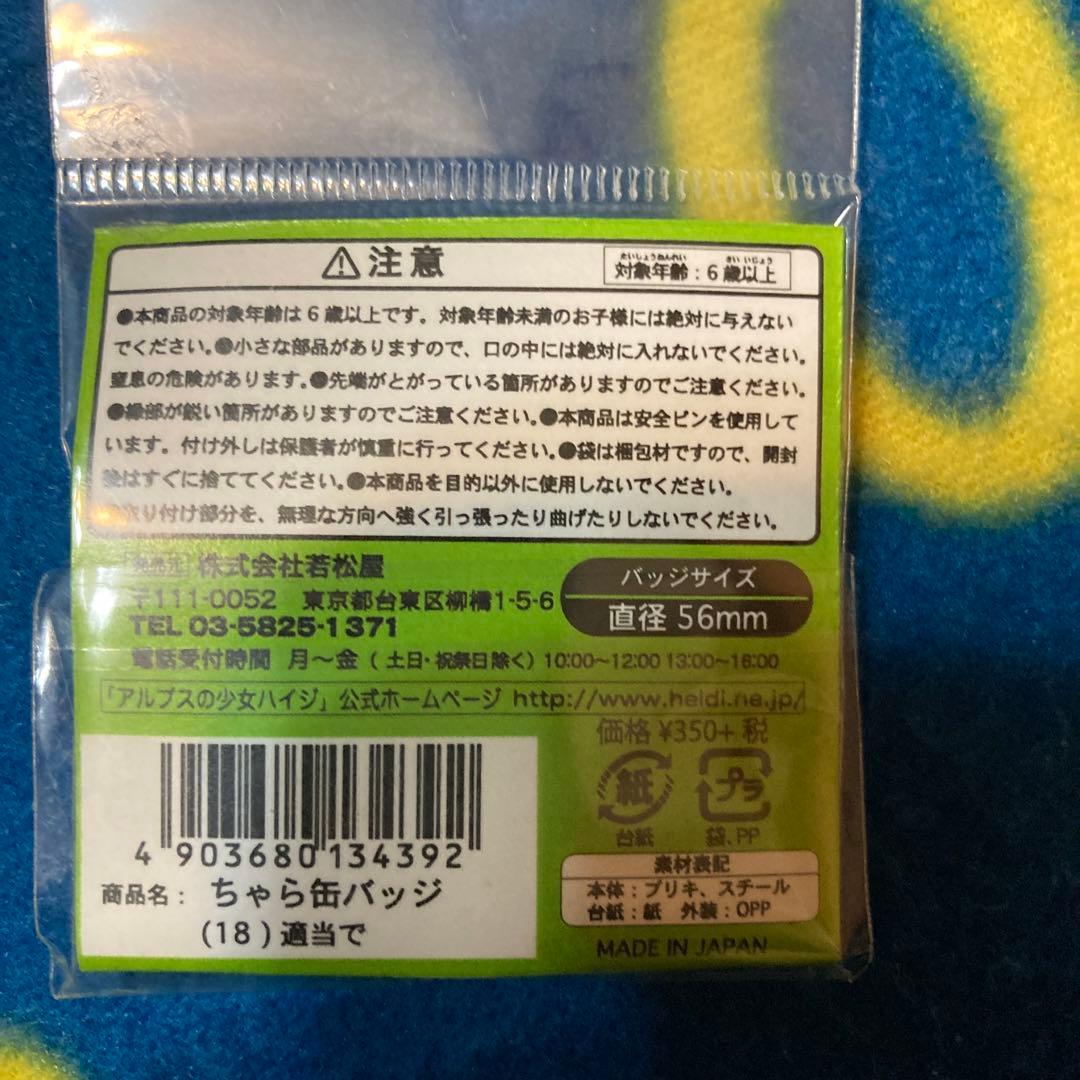 ⚠注意
たいしょうねんれい さいいじょう
対象年齢：6歳以上
●本商品の対象年齢は6歳以上です。対象年齢未満のお子様には絶対に与えない
でください。●小さな部品がありますので、口の中には絶対に入れないでください。
窒息の危険があります。●先端がとがっている箇所がありますのでご注意ください。
●縁部が鋭い箇所がありますのでご注意ください。●本商品は安全ピンを使用して
います。付け外しは保護者が慎重に行ってください。●袋は梱包材ですので、開封
後はすぐに捨ててください。●本商品を目的以外に使用しないでください。
●取り付け部分を、無理な方向へ強く引っ張ったり曲げたりしないでください。
発売元 株式会社若松屋
〒111-0052 東京都台東区柳橋1-5-6
TEL 03-5825-1371
バッジサイズ
直径 56mm
電話受付時間 月～金（土日・祝祭日除く）10:00～12:00 13:00～16:00
「アルプスの少女ハイジ」公式ホームページ http://www.heidi.ne.jp/
価格 ¥350+税
紙
台紙
プラ
袋、PP
4 903680 134392
商品名： ちゃら缶バッジ
(18)適当で
素材表記
本体：ブリキ、スチール
台紙：紙 外装：OPP
MADE IN JAPAN